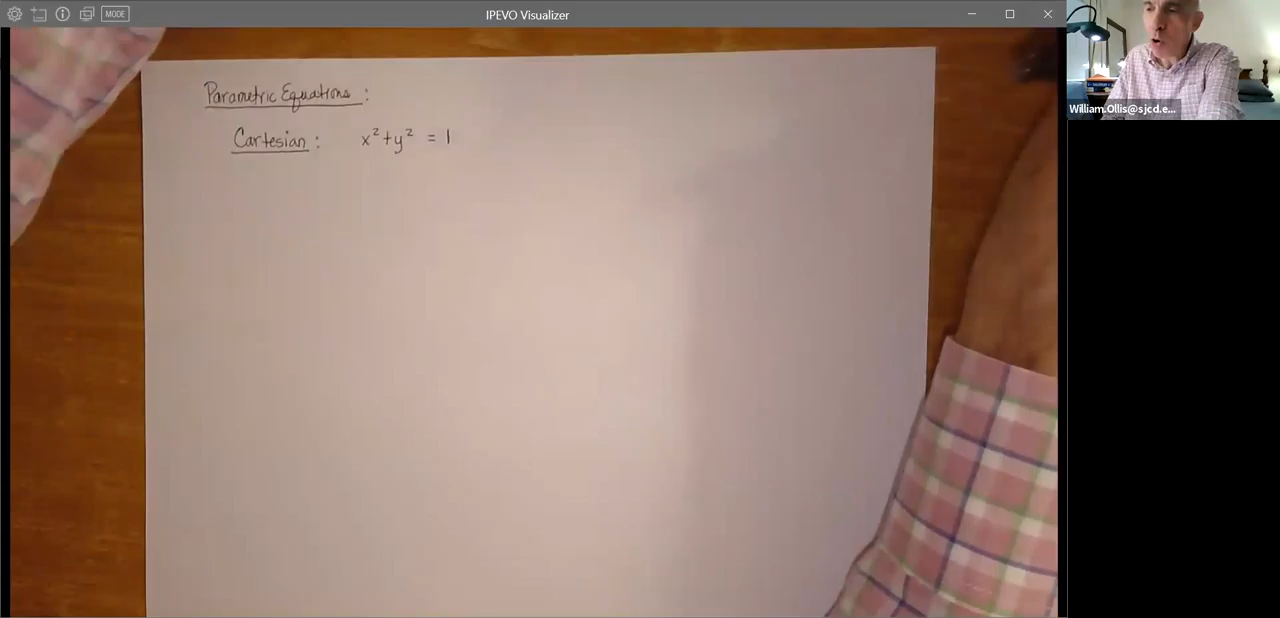 MODE
IPEVO Visualizer
William.Ollis@sjcd.e...
Parametric Equations :
Cartesian : x² + y² = 1